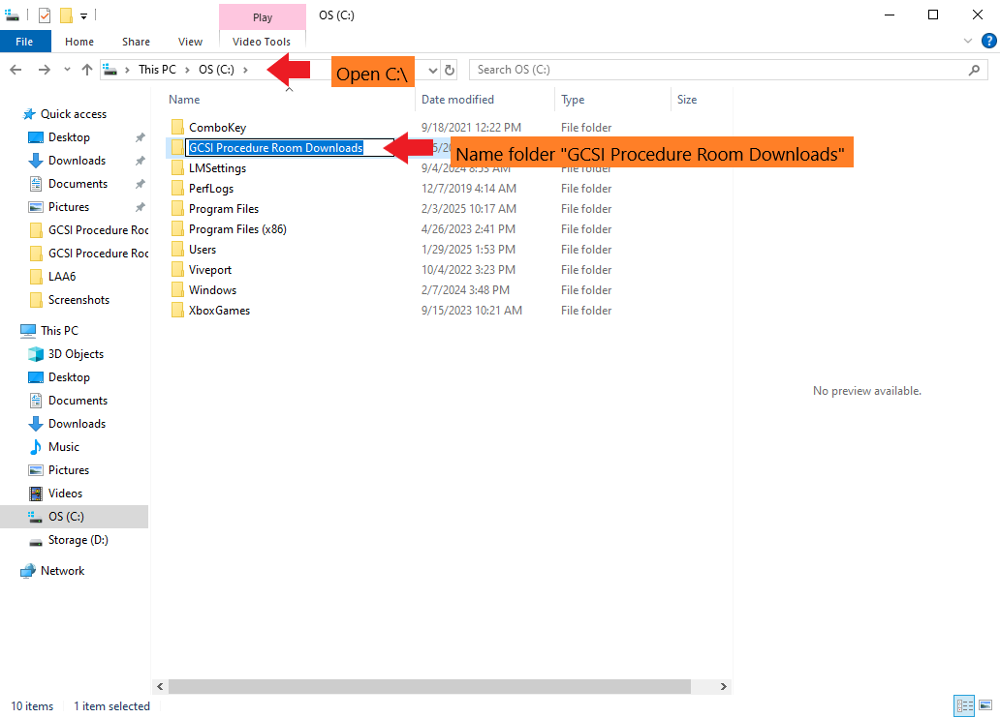 Play
OS (C:)
File
Home
Share
View
Video Tools
This PC
OS (C:)
Open C:\
Search OS (C:)
Name
Date modified
Type
Size
Quick access
Desktop
Downloads
Documents
Pictures
GCSI Procedure Roo
GCSI Procedure Roo
LAA6
Screenshots
This PC
3D Objects
Desktop
Documents
Downloads
Music
Pictures
Videos
OS (C:)
Storage (D:)
Network
ComboKey 9/18/2021 12:22 PM File folder
GCSI Procedure Room Downloads
Name folder "GCSI Procedure Room Downloads"
LMSettings 9/4/2024 8:53 AM File folder
PerfLogs 12/7/2019 4:14 AM File folder
Program Files 2/3/2025 10:17 AM File folder
Program Files (x86) 4/26/2023 2:41 PM File folder
Users 1/29/2025 1:53 PM File folder
Viveport 10/4/2022 3:23 PM File folder
Windows 2/7/2024 3:48 PM File folder
XboxGames 9/15/2023 10:21 AM File folder
No preview available.
10 items
1 item selected